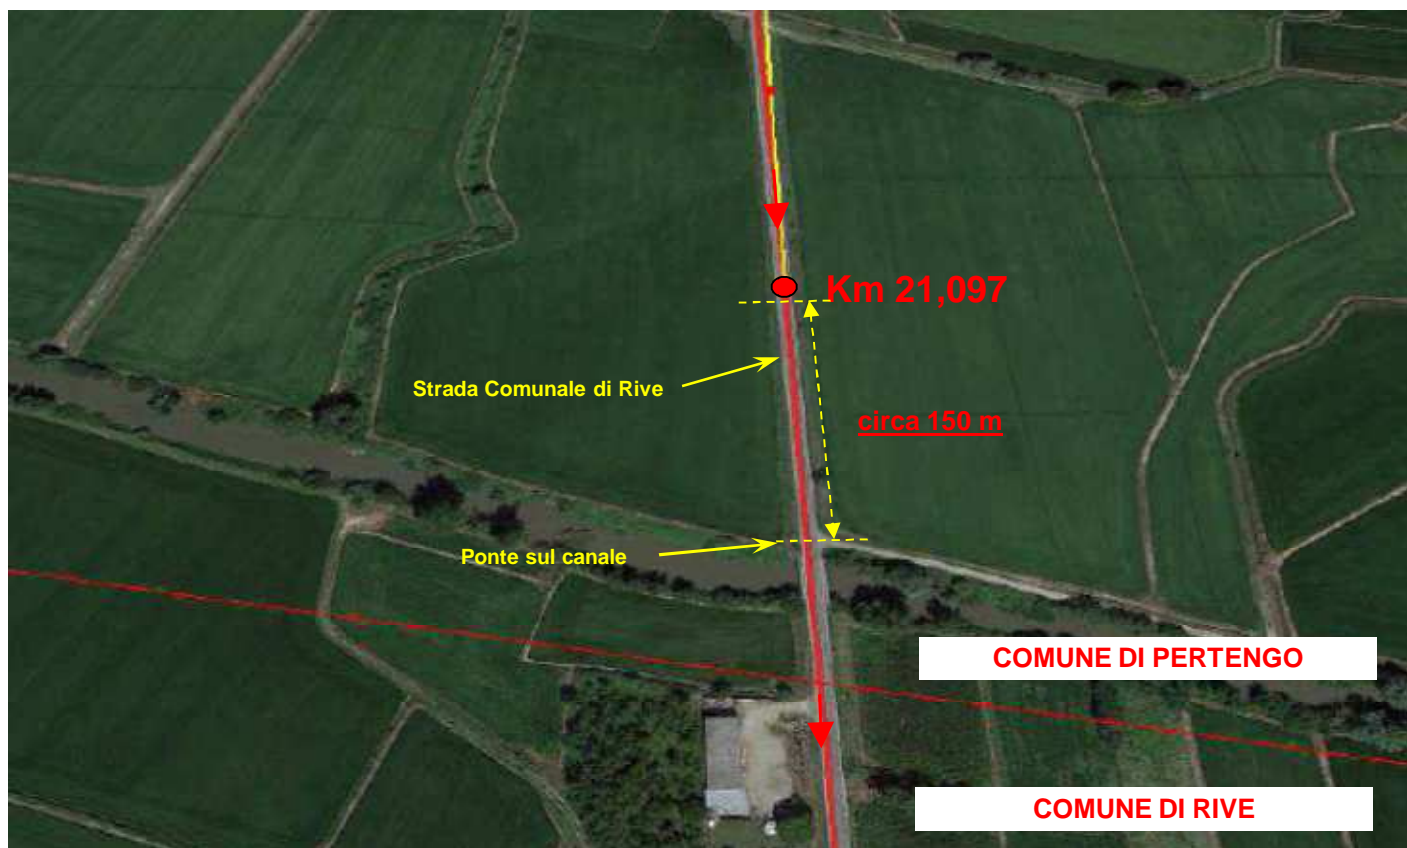 Km 21,097
Strada Comunale di Rive
circa 150 m
Ponte sul canale
COMUNE DI PERTENGO
COMUNE DI RIVE